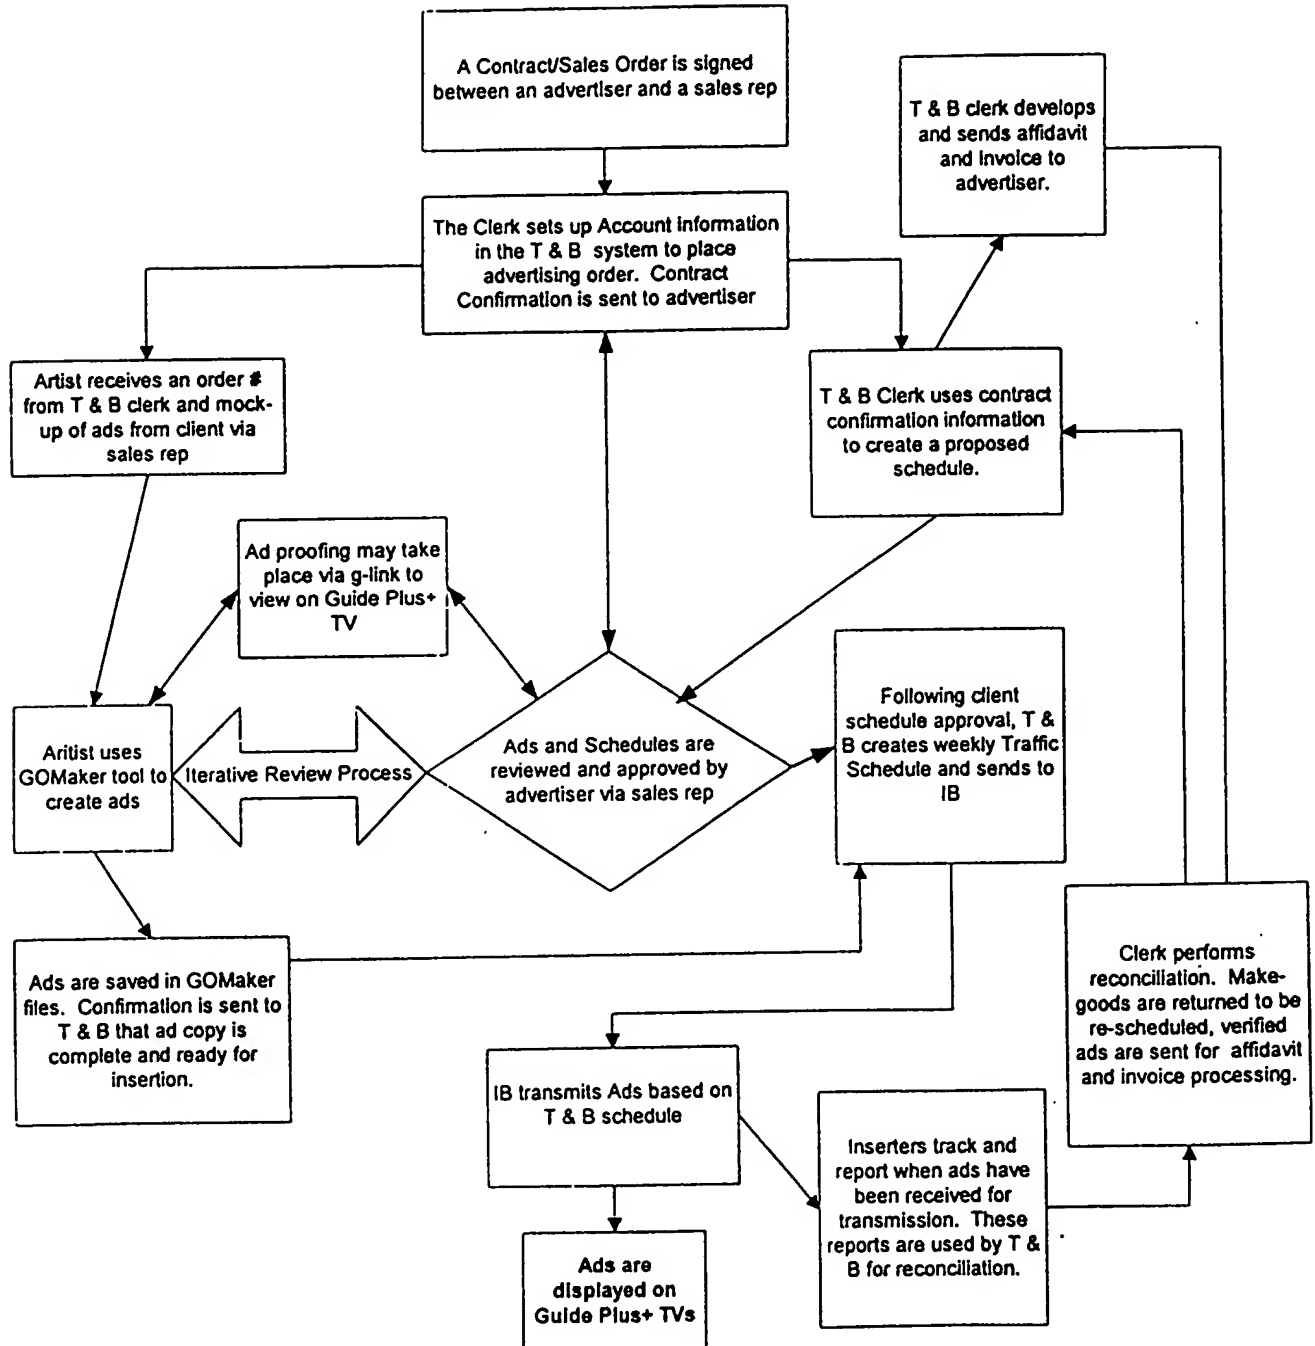 A Contract/Sales Order is signed
between an advertiser and a sales rep
T & B clerk develops
and sends affidavit
and invoice to
advertiser.
The Clerk sets up Account information
in the T & B system to place
advertising order. Contract
Confirmation is sent to advertiser
Artist receives an order #
from T & B clerk and mock-
up of ads from client via
sales rep
T & B Clerk uses contract
confirmation information
to create a proposed
schedule.
Ad proofing may take
place via g-link to
view on Guide Plus+
TV
Aritist uses
GOMaker tool to
create ads
Iterative Review Process
Ads and Schedules are
reviewed and approved by
advertiser via sales rep
Following client
schedule approval, T &
B creates weekly Traffic
Schedule and sends to
IB
Ads are saved in GOMaker
files. Confirmation is sent to
T & B that ad copy is
complete and ready for
insertion.
Clerk performs
reconciliation. Make-
goods are returned to be
re-scheduled, verified
ads are sent for affidavit
and invoice processing.
IB transmits Ads based on
T & B schedule
Inserters track and
report when ads have
been received for
transmission. These
reports are used by T &
B for reconciliation.
Ads are
displayed on
Guide Plus+ TVs